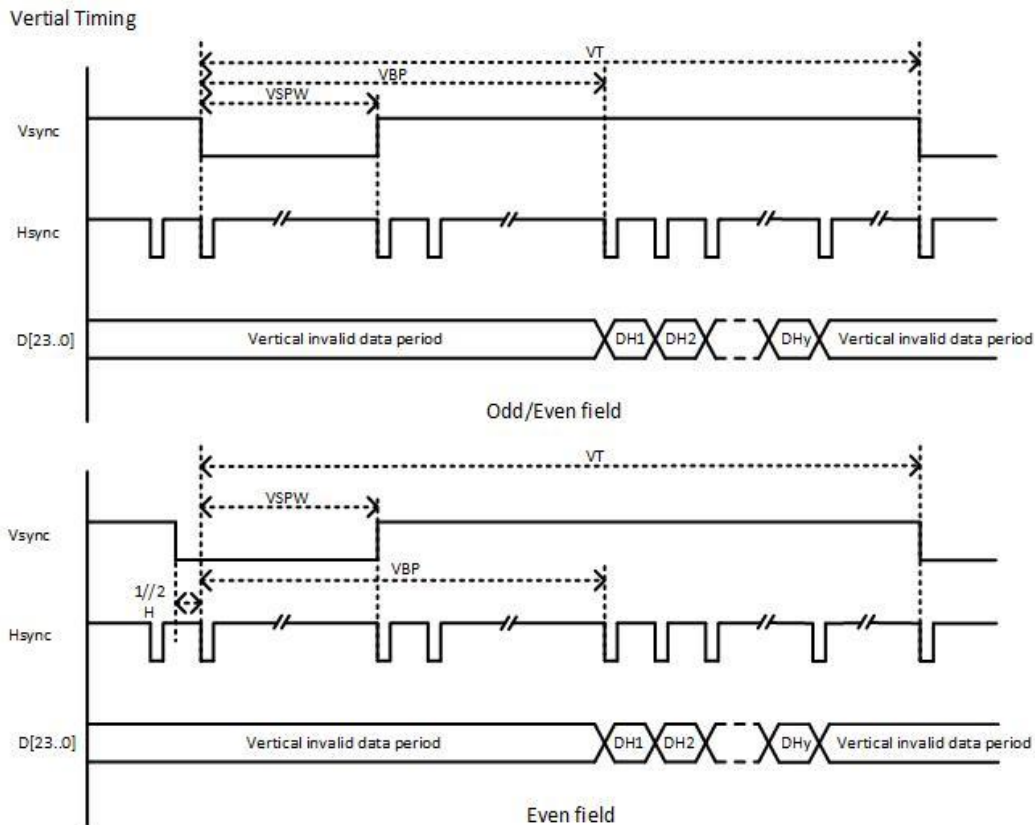 Vertial Timing
VT
VBP
VSPW
Vsync
Hsync
D[23..0]
Vertical invalid data period
DH1
DH2
DHy
Vertical invalid data period
Odd/Even field
VT
VSPW
Vsync
VBP
1//2
H
Hsync
D[23..0]
Vertical invalid data period
DH1
DH2
DHy
Vertical invalid data period
Even field